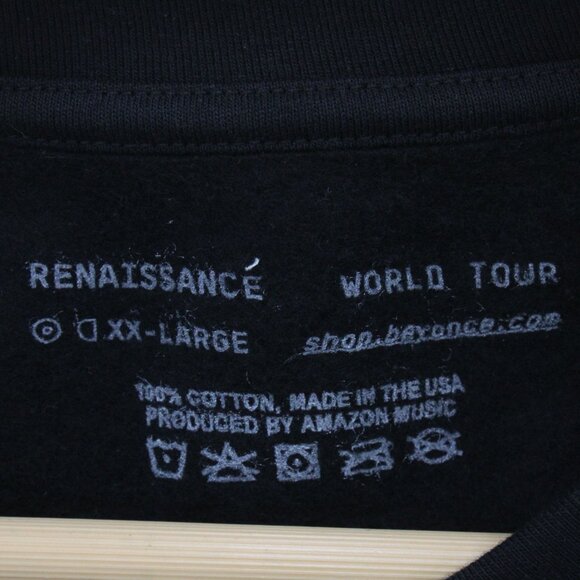 RENAISSANCE WORLD TOUR
XX-LARGE shop.beyonce.com
100% COTTON, MADE IN THE USA
PRODUCED BY AMAZON MUSIC